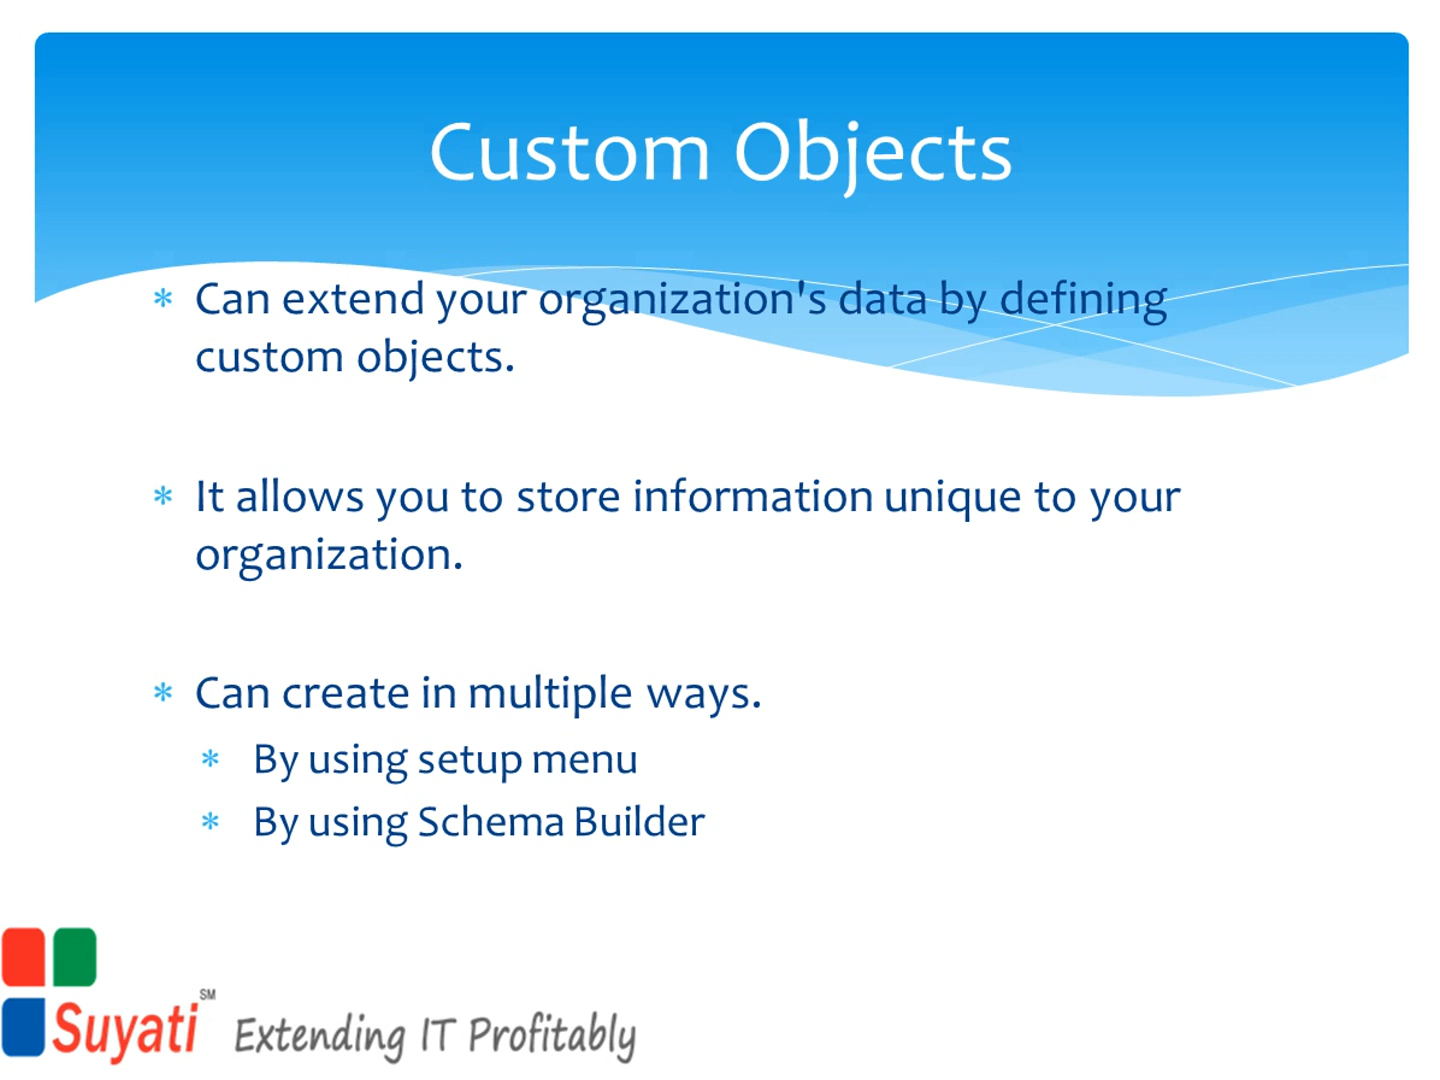 Custom Objects
* Can extend your organization's data by defining
custom objects.
* It allows you to store information unique to your
organization.
* Can create in multiple ways.
* By using setup menu
* By using Schema Builder
Suyati SM Extending IT Profitably